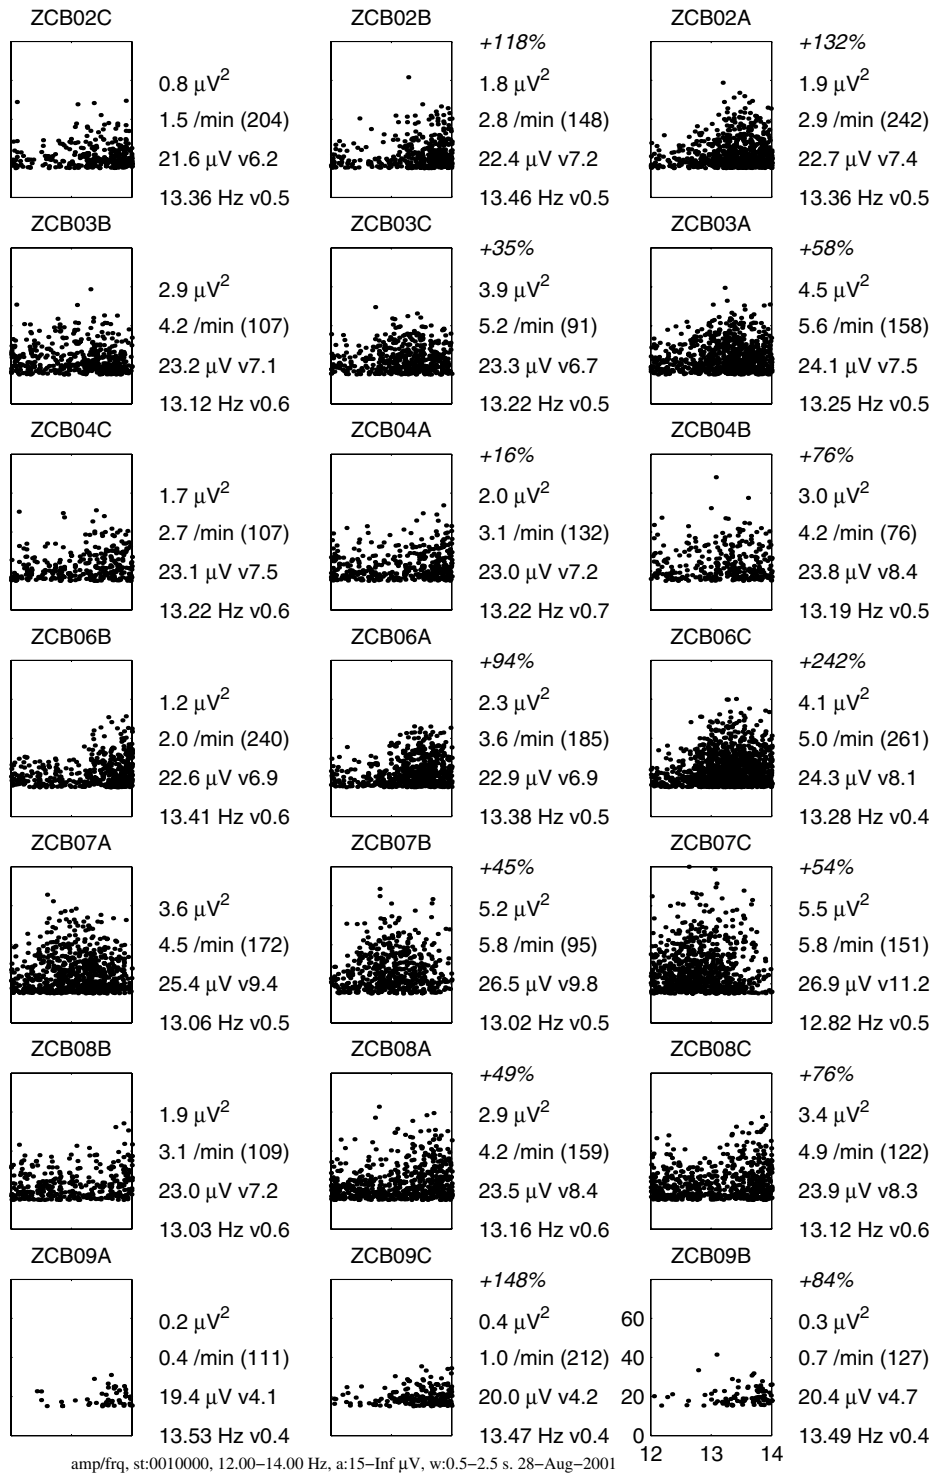 ZCB02C ZCB02B ZCB02A
+118% +132%
0.8 μV² 1.8 μV² 1.9 μV²
1.5 /min (204) 2.8 /min (148) 2.9 /min (242)
21.6 μV v6.2 22.4 μV v7.2 22.7 μV v7.4
13.36 Hz v0.5 13.46 Hz v0.5 13.36 Hz v0.5
ZCB03B ZCB03C ZCB03A
+35% +58%
2.9 μV² 3.9 μV² 4.5 μV²
4.2 /min (107) 5.2 /min (91) 5.6 /min (158)
23.2 μV v7.1 23.3 μV v6.7 24.1 μV v7.5
13.12 Hz v0.6 13.22 Hz v0.5 13.25 Hz v0.5
ZCB04C ZCB04A ZCB04B
+16% +76%
1.7 μV² 2.0 μV² 3.0 μV²
2.7 /min (107) 3.1 /min (132) 4.2 /min (76)
23.1 μV v7.5 23.0 μV v7.2 23.8 μV v8.4
13.22 Hz v0.6 13.22 Hz v0.7 13.19 Hz v0.5
ZCB06B ZCB06A ZCB06C
+94% +242%
1.2 μV² 2.3 μV² 4.1 μV²
2.0 /min (240) 3.6 /min (185) 5.0 /min (261)
22.6 μV v6.9 22.9 μV v6.9 24.3 μV v8.1
13.41 Hz v0.6 13.38 Hz v0.5 13.28 Hz v0.4
ZCB07A ZCB07B ZCB07C
+45% +54%
3.6 μV² 5.2 μV² 5.5 μV²
4.5 /min (172) 5.8 /min (95) 5.8 /min (151)
25.4 μV v9.4 26.5 μV v9.8 26.9 μV v11.2
13.06 Hz v0.5 13.02 Hz v0.5 12.82 Hz v0.5
ZCB08B ZCB08A ZCB08C
+49% +76%
1.9 μV² 2.9 μV² 3.4 μV²
3.1 /min (109) 4.2 /min (159) 4.9 /min (122)
23.0 μV v7.2 23.5 μV v8.4 23.9 μV v8.3
13.03 Hz v0.6 13.16 Hz v0.6 13.12 Hz v0.6
ZCB09A ZCB09C ZCB09B
+148% +84%
0.2 μV² 0.4 μV² 60 0.3 μV²
0.4 /min (111) 1.0 /min (212) 40 0.7 /min (127)
19.4 μV v4.1 20.0 μV v4.2 20 20.4 μV v4.7
13.53 Hz v0.4 13.47 Hz v0.4 0 13.49 Hz v0.4
12 13 14
amp/frq, st:0010000, 12.00−14.00 Hz, a:15−Inf μV, w:0.5−2.5 s. 28−Aug−2001